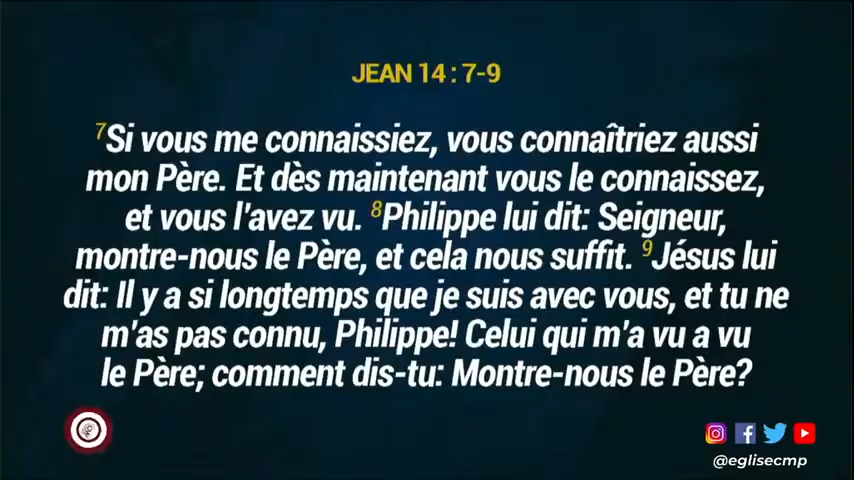 JEAN 14 : 7-9
7Si vous me connaissiez, vous connaîtriez aussi
mon Père. Et dès maintenant vous le connaissez,
et vous l'avez vu. 8Philippe lui dit: Seigneur,
montre-nous le Père, et cela nous suffit. 9Jésus lui
dit: Il y a si longtemps que je suis avec vous, et tu ne
m'as pas connu, Philippe! Celui qui m'a vu a vu
le Père; comment dis-tu: Montre-nous le Père?
@eglisecmp